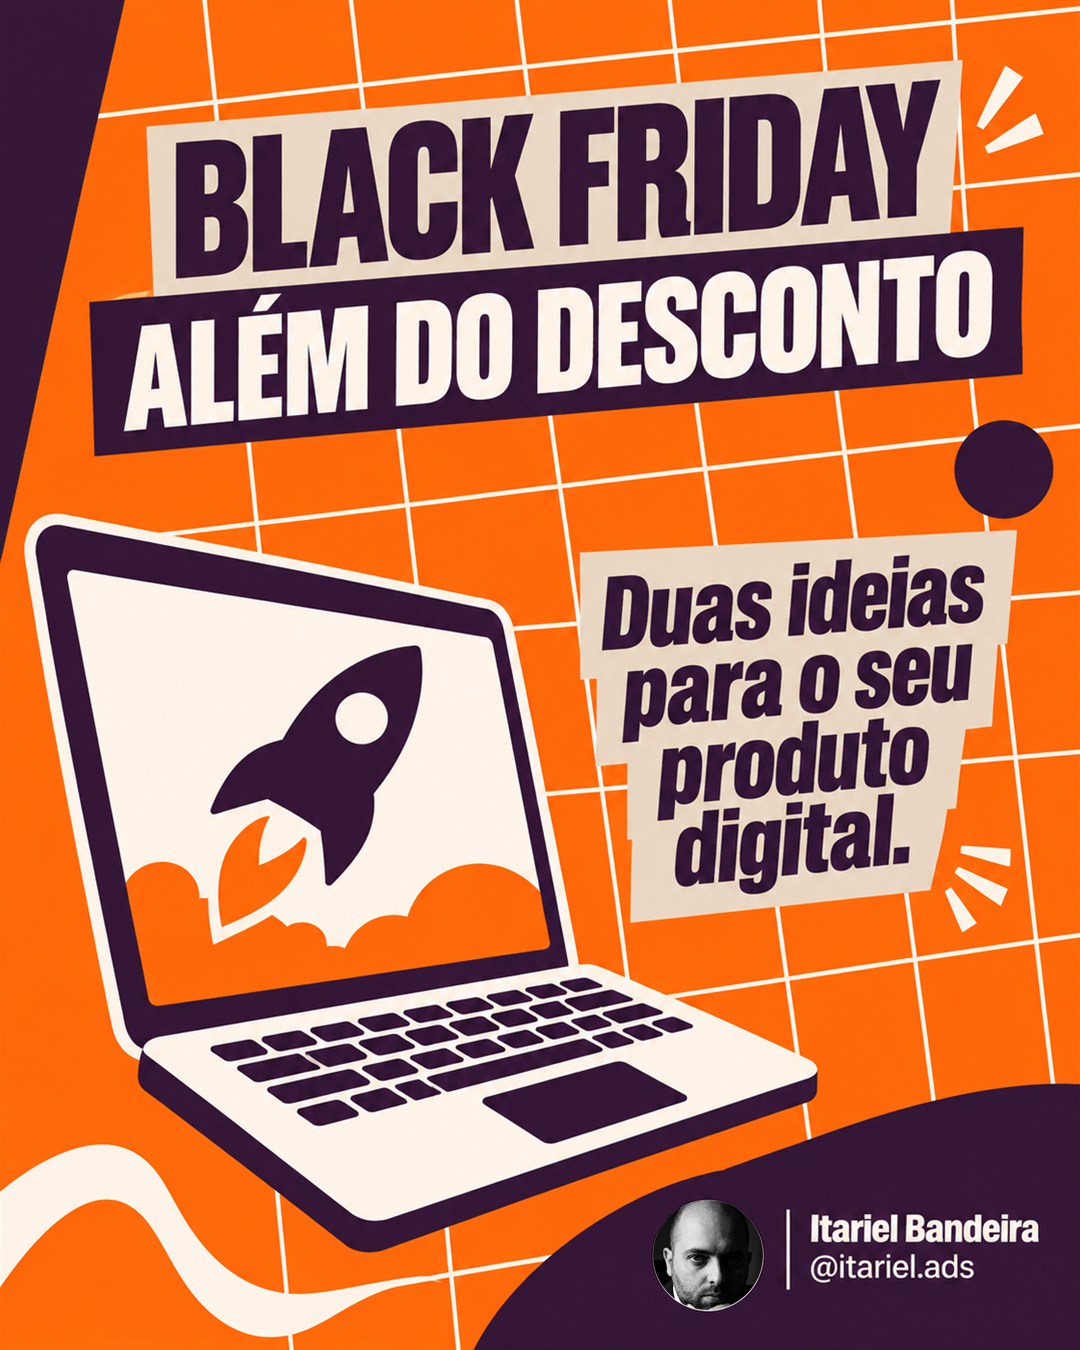 BLACK FRIDAY
ALÉM DO DESCONTO
Duas ideias
para o seu
produto
digital.
Itariel Bandeira
@itariel.ads